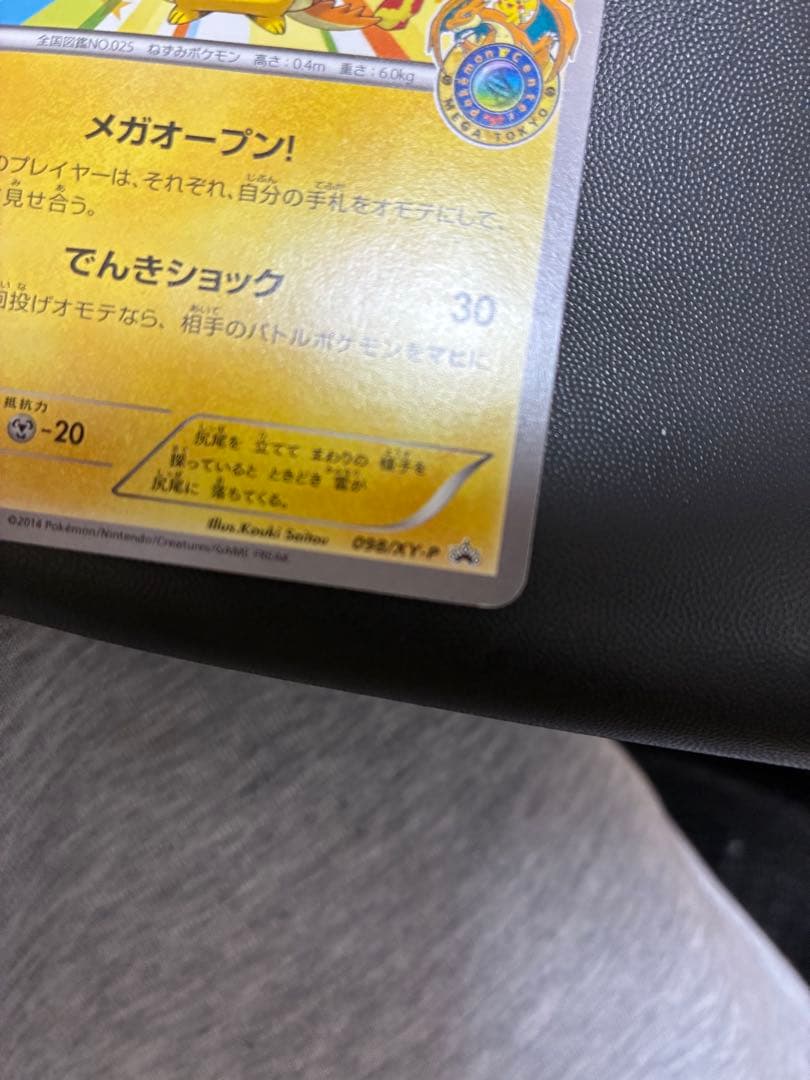 全国図鑑NO.025 ねずみポケモン 高さ:0.4m 重さ:6.0kg
Pokémon Center
MEGA TOKYO
メガオープン!
のプレイヤーは、それぞれ、自分の手札をオモテにして、
見せ合う。
でんきショック 30
投げオモテなら、相手のバトルポケモンをマヒに
抵抗力
-20
尻尾を 立てて まわりの 様子を
探っていると ときどき 雷が
尻尾に 落ちてくる。
Illus.Kouki Saitou
098/XY-P
©2014 Pokémon/Nintendo/Creatures/GAME FREAK